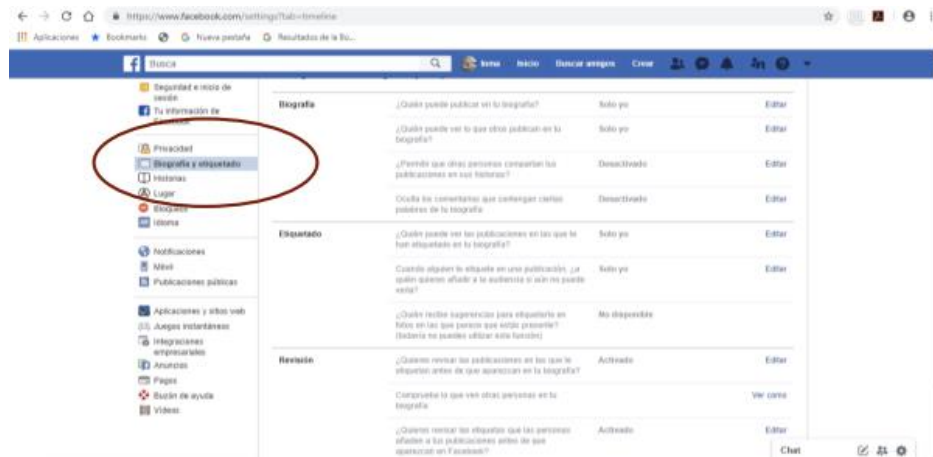 https://www.facebook.com/settings?tab=timeline
Aplicaciones Bookmarks Nueva pestaña Resultados de la Bú...
Busca Inma Inicio Buscar amigos Crear
Seguridad e inicio de
sesión
Tu información de
Facebook
Privacidad
Biografía y etiquetado
Historias
Lugar
Bloqueos
Idioma
Notificaciones
Móvil
Publicaciones públicas
Aplicaciones y sitios web
Juegos instantáneos
Integraciones
empresariales
Anuncios
Pagos
Buzón de ayuda
Vídeos
Biografía
¿Quién puede publicar en tu biografía? Solo yo Editar
¿Quién puede ver lo que otros publican en tu Solo yo Editar
biografía?
¿Permitir que otras personas compartan tus Desactivado Editar
publicaciones en sus historias?
Oculta los comentarios que contengan ciertas Desactivado Editar
palabras de tu biografía
Etiquetado
¿Quién puede ver las publicaciones en las que te Solo yo Editar
han etiquetado en tu biografía?
Cuando alguien te etiquete en una publicación, ¿a Solo yo Editar
quién quieres añadir a la audiencia si aún no puede
verla?
¿Quién recibe sugerencias para etiquetarte en No disponible
fotos en las que parece que estás presente?
(todavía no puedes utilizar esta función)
Revisión
¿Quieres revisar las publicaciones en las que te Activado Editar
etiquetan antes de que aparezcan en tu biografía?
Comprueba lo que ven otras personas en tu Ver como
biografía
¿Quieres revisar las etiquetas que las personas Activado Editar
añaden a tus publicaciones antes de que
aparezcan en Facebook?
Chat